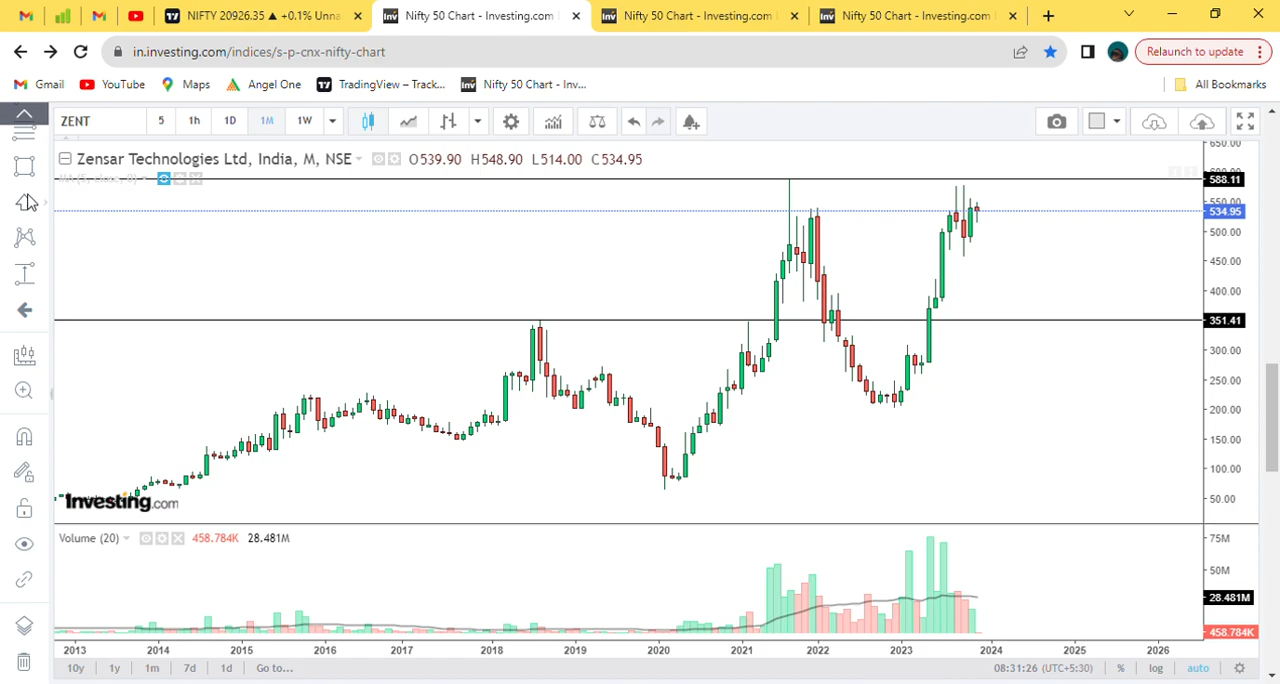 NIFTY 20926.35 ▲ +0.1% Unna
Nifty 50 Chart - Investing.com
Nifty 50 Chart - Investing.com
Nifty 50 Chart - Investing.com
in.investing.com/indices/s-p-cnx-nifty-chart
Relaunch to update
Gmail
YouTube
Maps
Angel One
TradingView – Track...
Nifty 50 Chart - Inv...
All Bookmarks
ZENT
5
1h
1D
1M
1W
Zensar Technologies Ltd, India, M, NSE
O539.90 H548.90 L514.00 C534.95
MA (5, close, 0)
650.00
588.11
550.00
534.95
500.00
450.00
400.00
351.41
300.00
250.00
200.00
150.00
100.00
50.00
Investing.com
Volume (20)
458.784K
28.481M
75M
50M
28.481M
458.784K
2013 2014 2015 2016 2017 2018 2019 2020 2021 2022 2023 2024 2025 2026
10y 1y 1m 7d 1d Go to...
08:31:26 (UTC+5:30)
% log auto